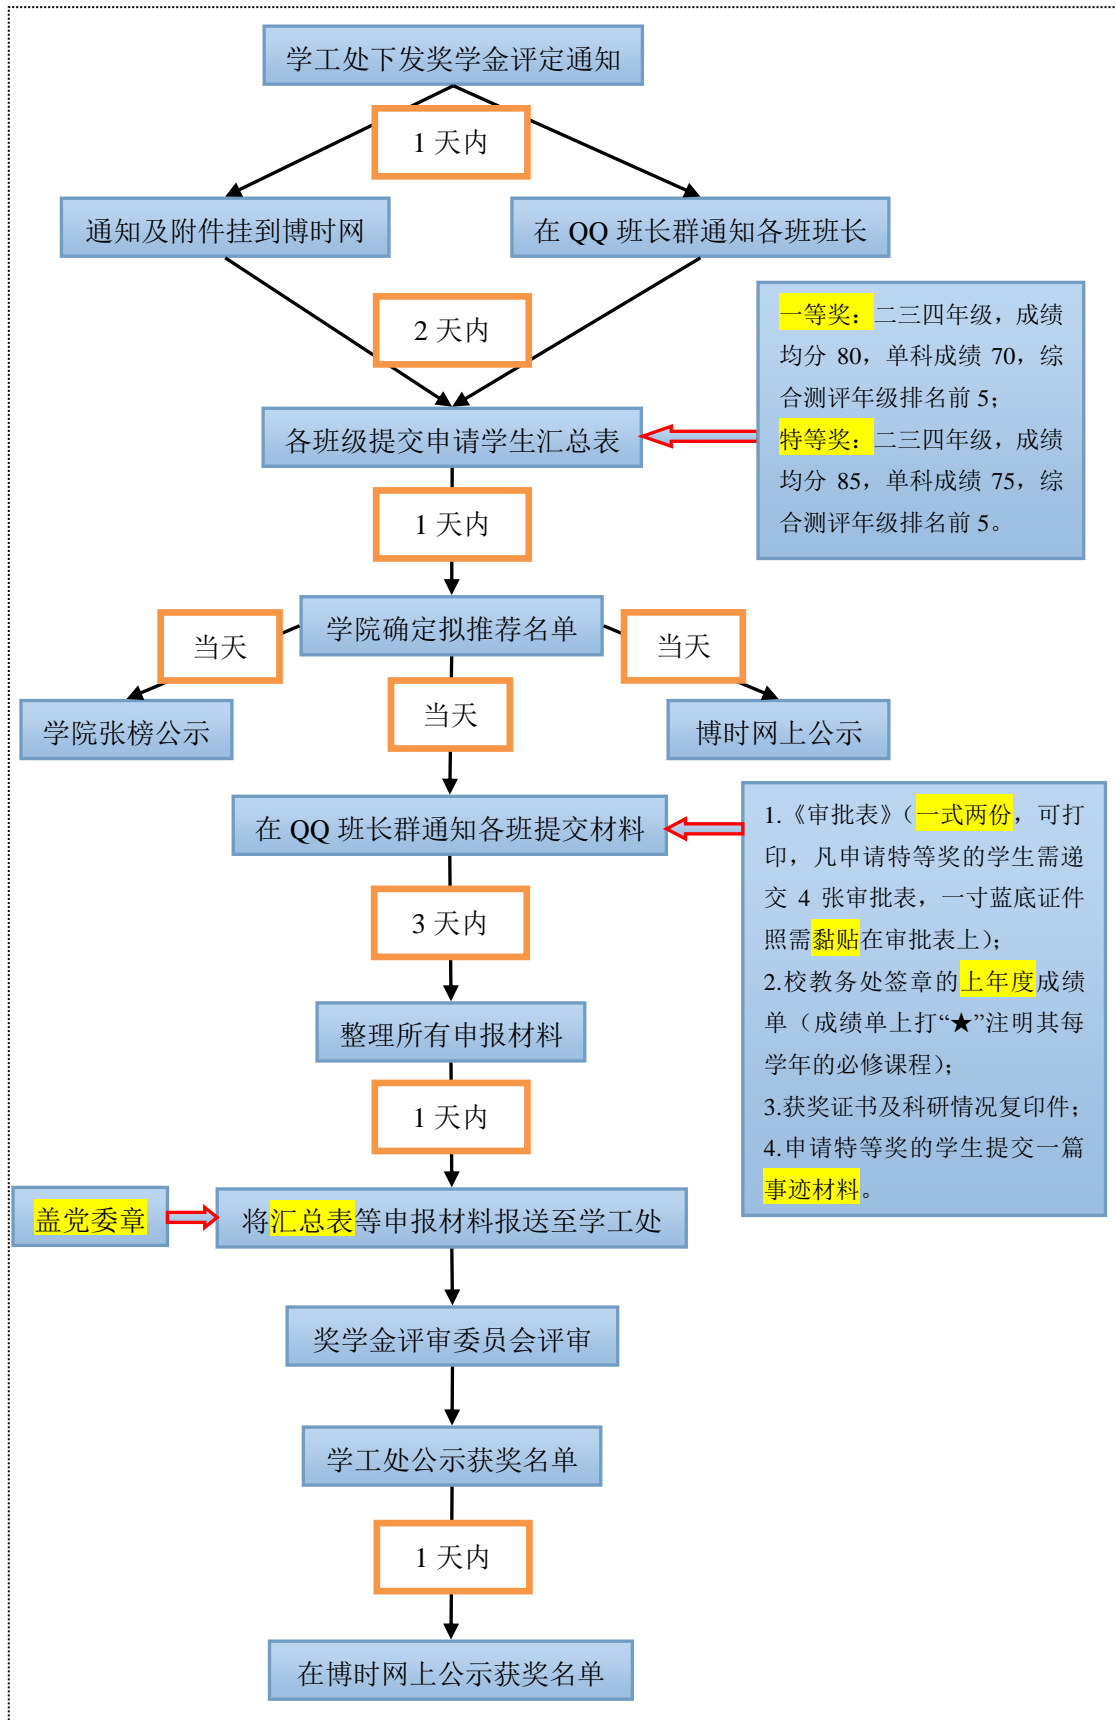 学工处下发奖学金评定通知
1 天内
通知及附件挂到博时网
在 QQ 班长群通知各班班长
2 天内
一等奖：二三四年级，成绩
均分 80，单科成绩 70，综
合测评年级排名前 5；
特等奖：二三四年级，成绩
均分 85，单科成绩 75，综
合测评年级排名前 5。
各班级提交申请学生汇总表
1 天内
学院确定拟推荐名单
当天
当天
当天
学院张榜公示
博时网上公示
在 QQ 班长群通知各班提交材料
1.《审批表》（一式两份，可打
印，凡申请特等奖的学生需递
交 4 张审批表，一寸蓝底证件
照需黏贴在审批表上）；
2.校教务处签章的上年度成绩
单（成绩单上打“★”注明其每
学年的必修课程）；
3.获奖证书及科研情况复印件；
4.申请特等奖的学生提交一篇
事迹材料。
3 天内
整理所有申报材料
1 天内
盖党委章
将汇总表等申报材料报送至学工处
奖学金评审委员会评审
学工处公示获奖名单
1 天内
在博时网上公示获奖名单